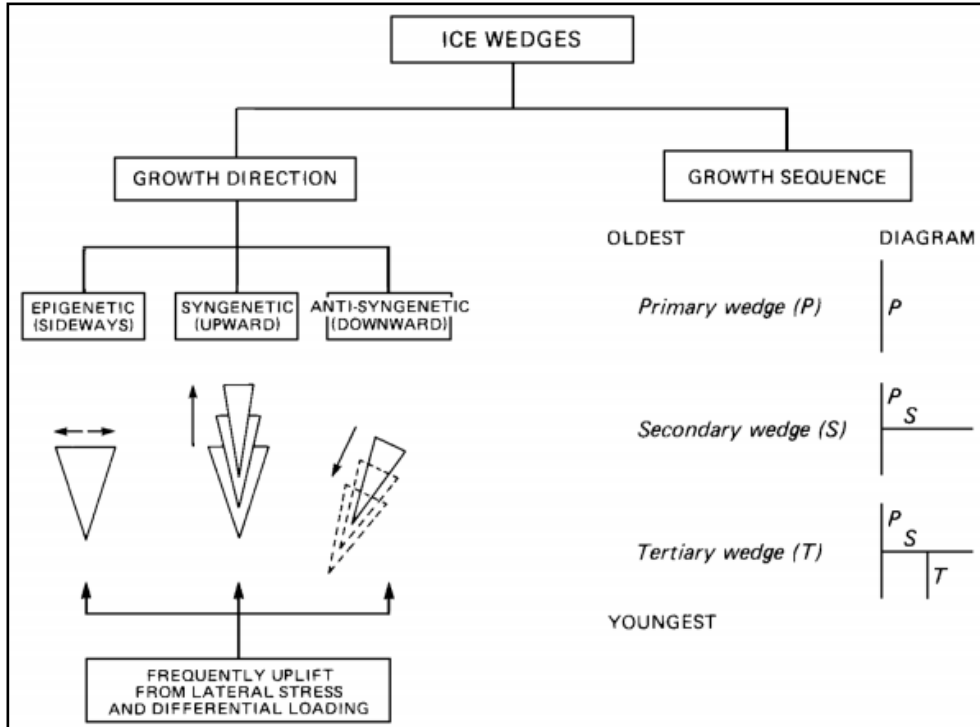 ICE WEDGES
GROWTH DIRECTION
EPIGENETIC
(SIDEWAYS)
SYNGENETIC
(UPWARD)
ANTI-SYNGENETIC
(DOWNWARD)
FREQUENTLY UPLIFT
FROM LATERAL STRESS
AND DIFFERENTIAL LOADING
GROWTH SEQUENCE
OLDEST
DIAGRAM
Primary wedge (P)
P
Secondary wedge (S)
P
S
Tertiary wedge (T)
P
S
T
YOUNGEST